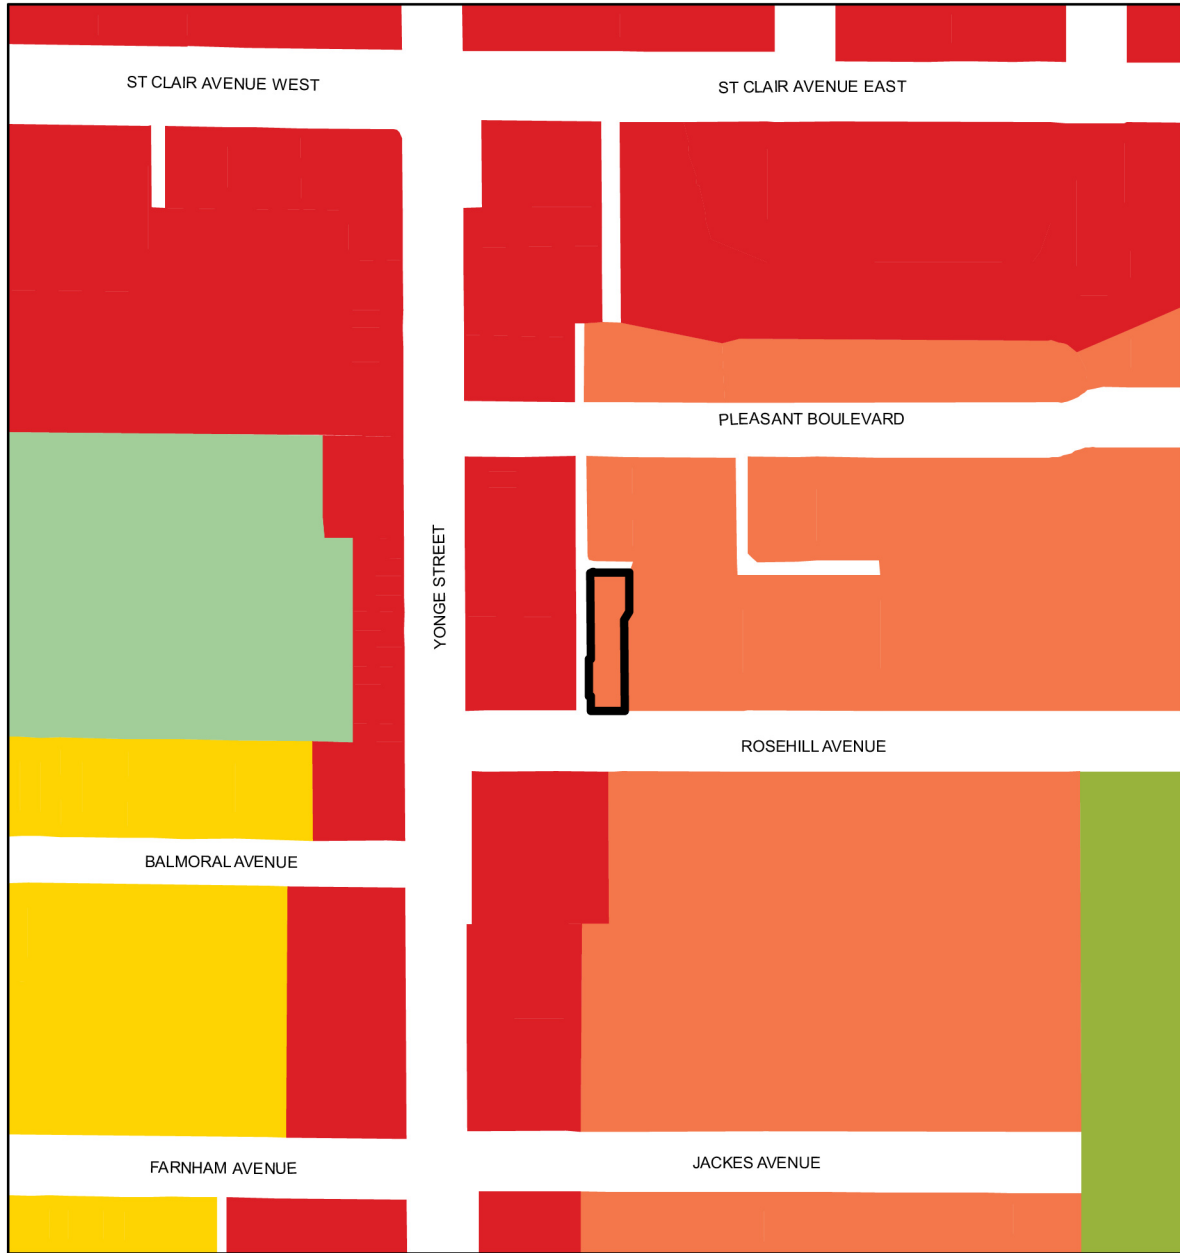 ST CLAIR AVENUE WEST
ST CLAIR AVENUE EAST
PLEASANT BOULEVARD
YONGE STREET
ROSEHILL AVENUE
BALMORAL AVENUE
FARNHAM AVENUE
JACKES AVENUE